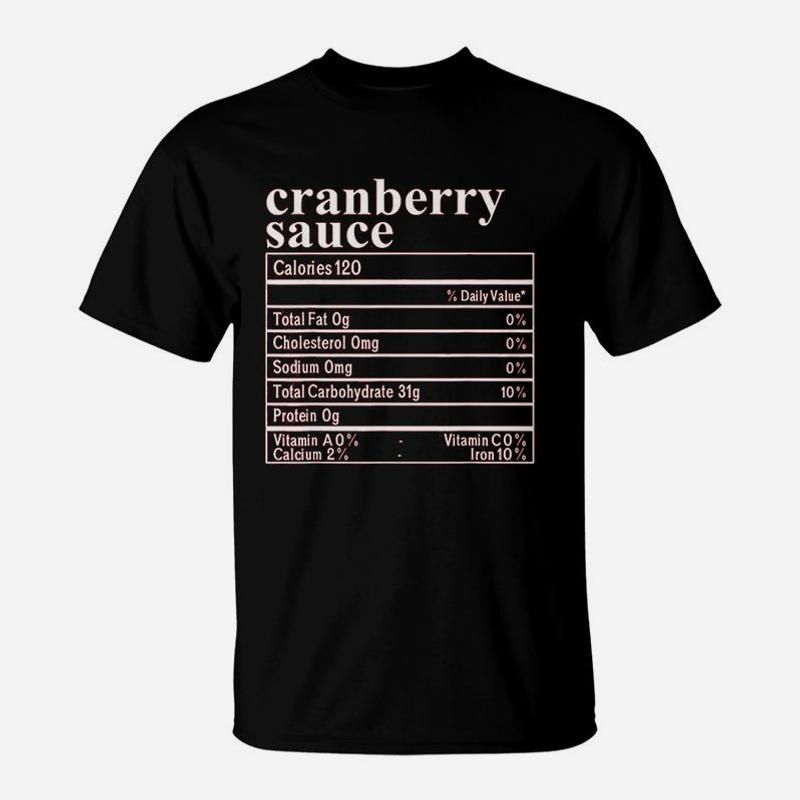 cranberry
sauce
Calories 120
% Daily Value*
Total Fat 0g 0%
Cholesterol 0mg 0%
Sodium 0mg 0%
Total Carbohydrate 31g 10%
Protein 0g
Vitamin A 0% - Vitamin C 0%
Calcium 2% - Iron 10%